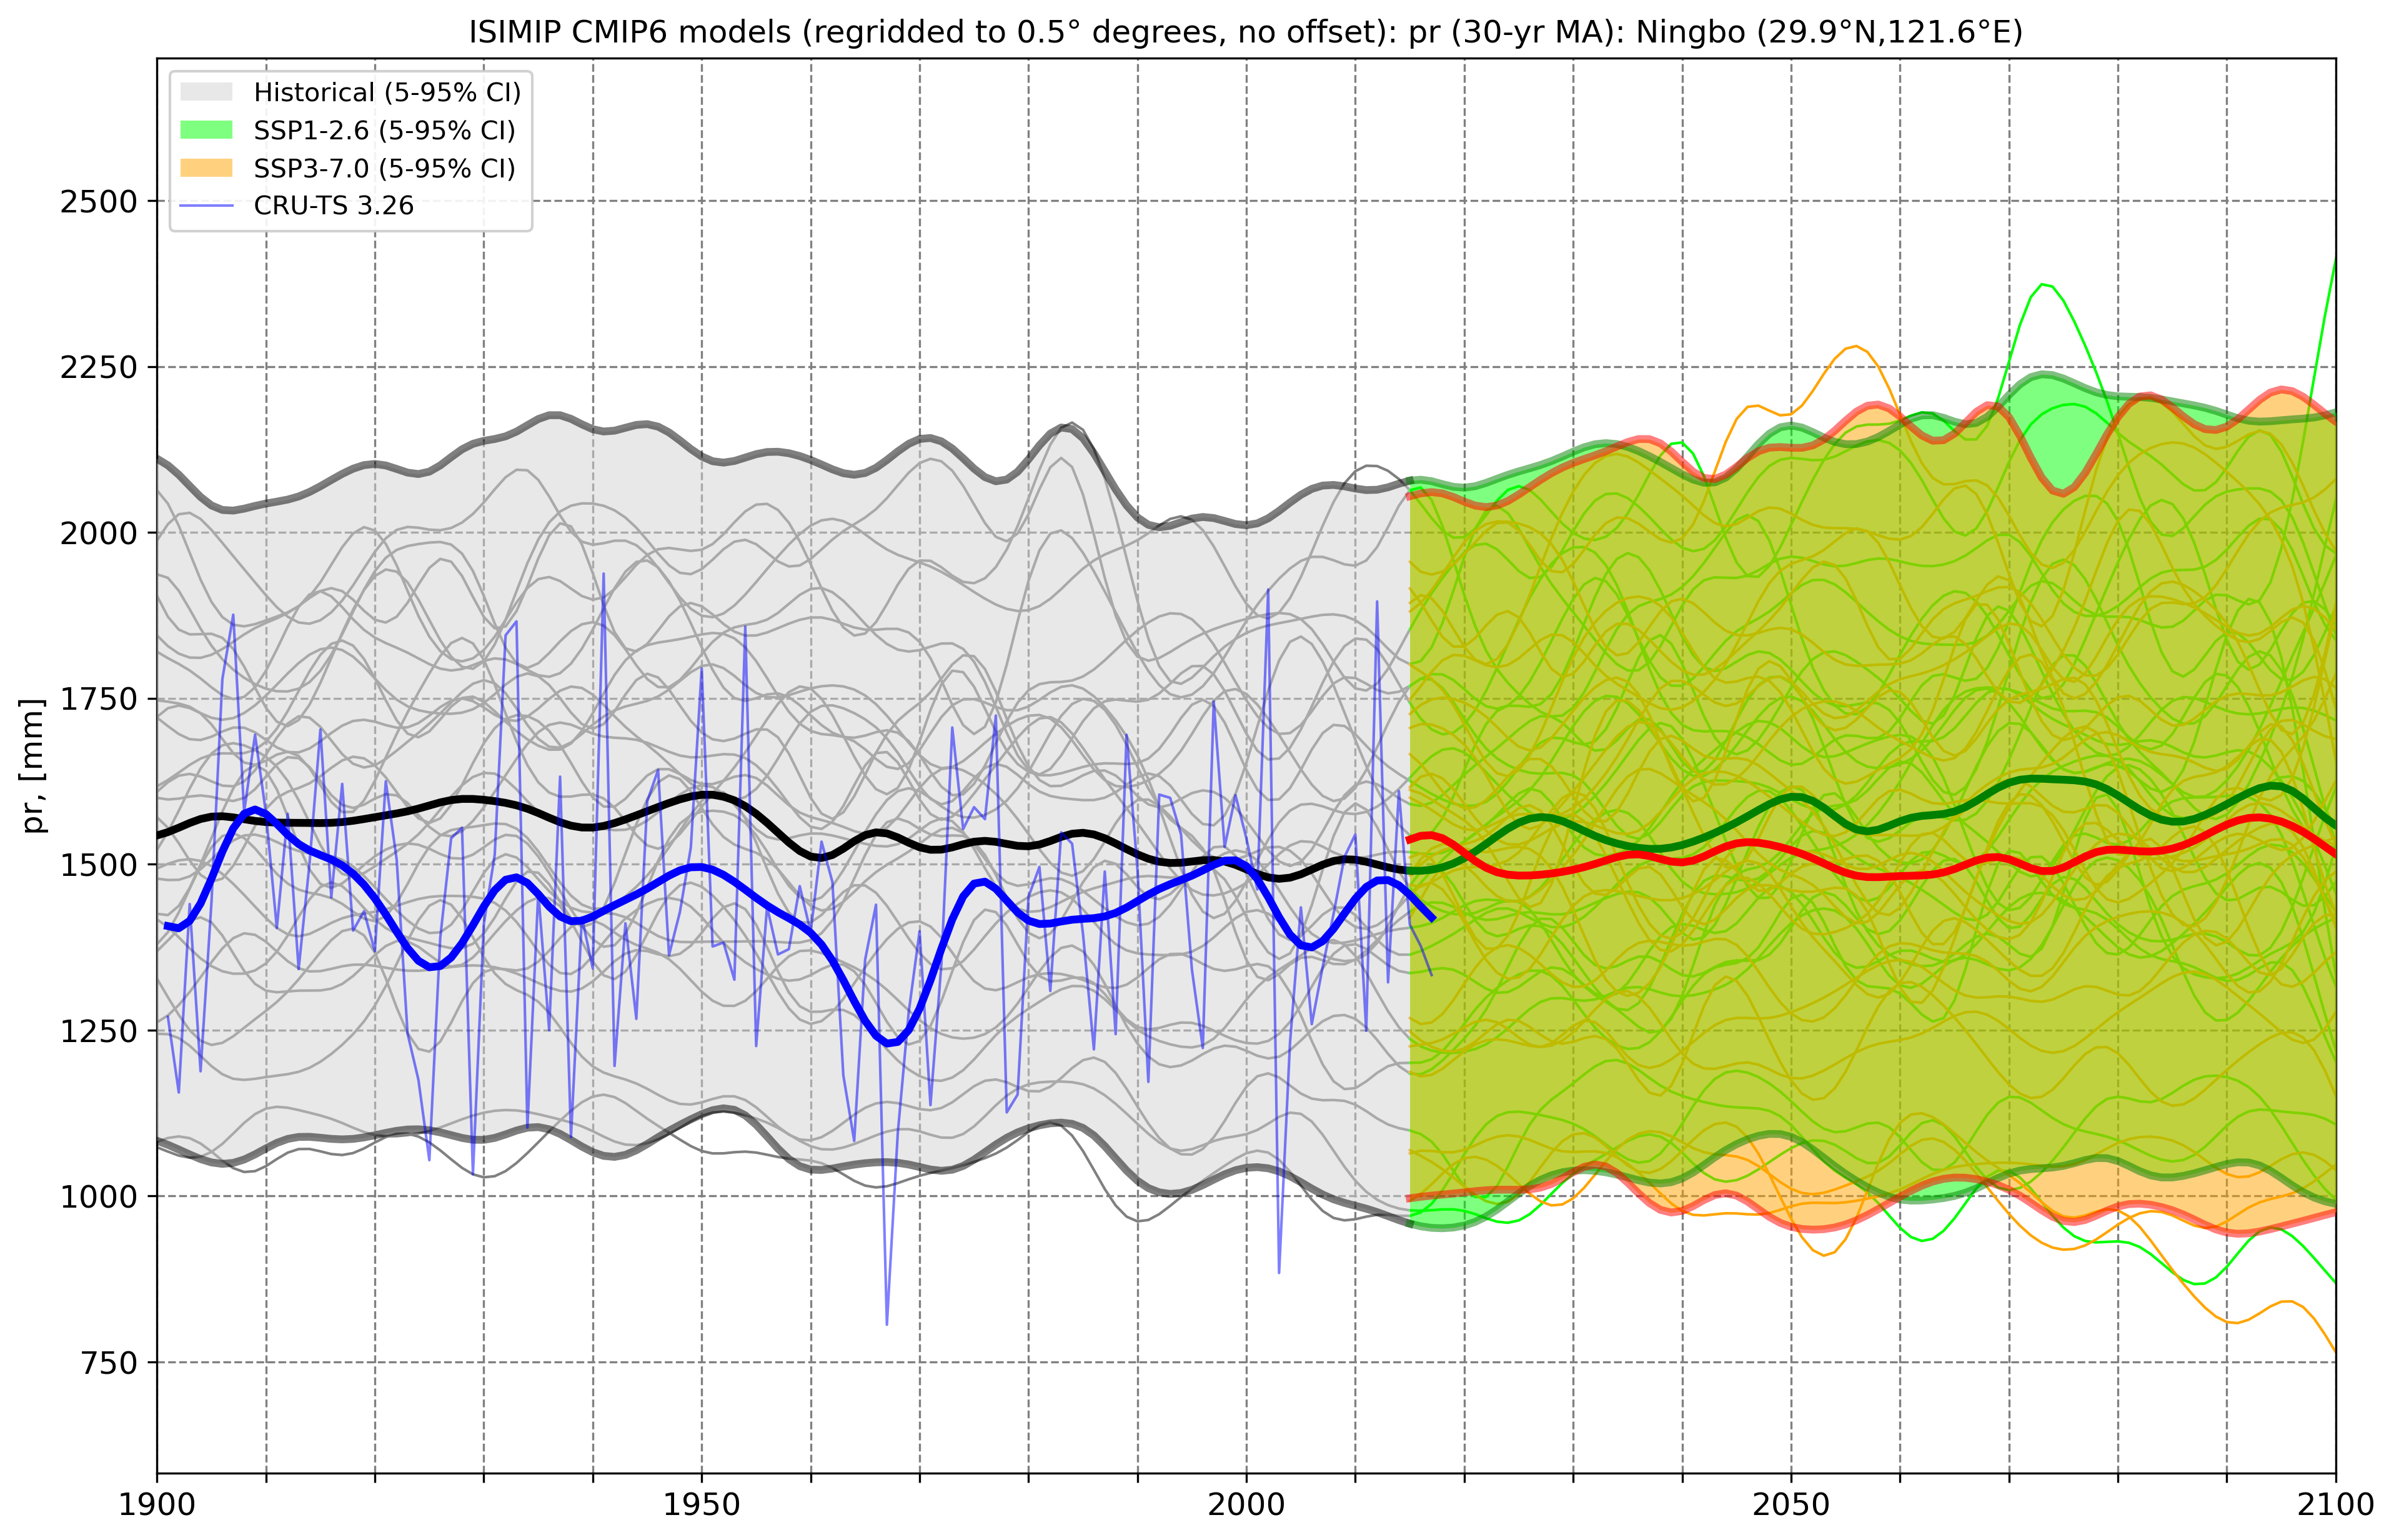 ISIMIP CMIP6 models (regridded to 0.5° degrees, no offset): pr (30-yr MA): Ningbo (29.9°N,121.6°E)
Historical (5-95% CI)
SSP1-2.6 (5-95% CI)
SSP3-7.0 (5-95% CI)
CRU-TS 3.26
pr, [mm]
2500
2250
2000
1750
1500
1250
1000
750
1900
1950
2000
2050
2100